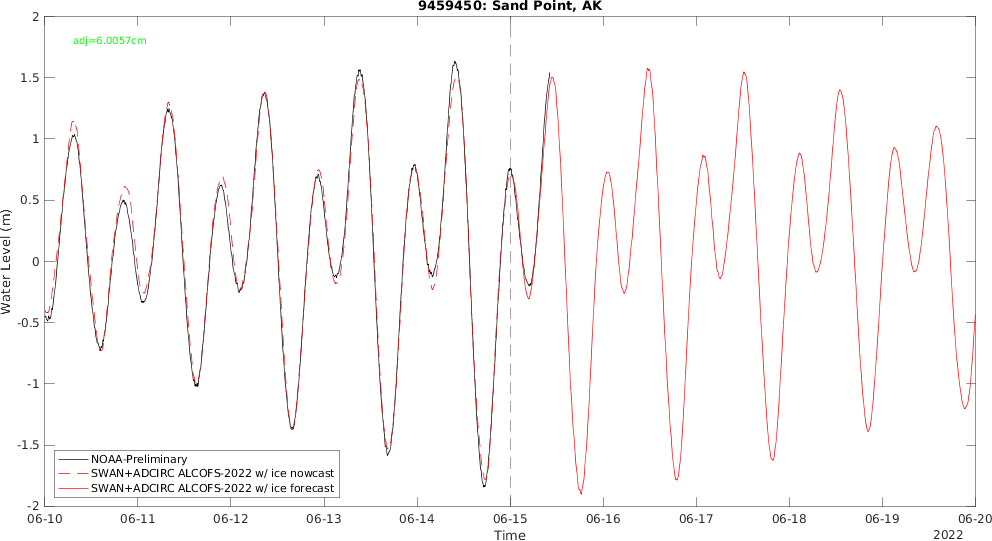 9459450: Sand Point, AK
adj=6.0057cm
2
1.5
1
0.5
0
-0.5
-1
-1.5
-2
Water Level (m)
NOAA-Preliminary
SWAN+ADCIRC ALCOFS-2022 w/ ice nowcast
SWAN+ADCIRC ALCOFS-2022 w/ ice forecast
06-10 06-11 06-12 06-13 06-14 06-15 06-16 06-17 06-18 06-19 06-20
Time
2022